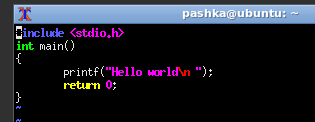 pashka@ubuntu: ~
#include <stdio.h>
int main()
{
        printf("Hello world\n ");
        return 0;
}
~
~